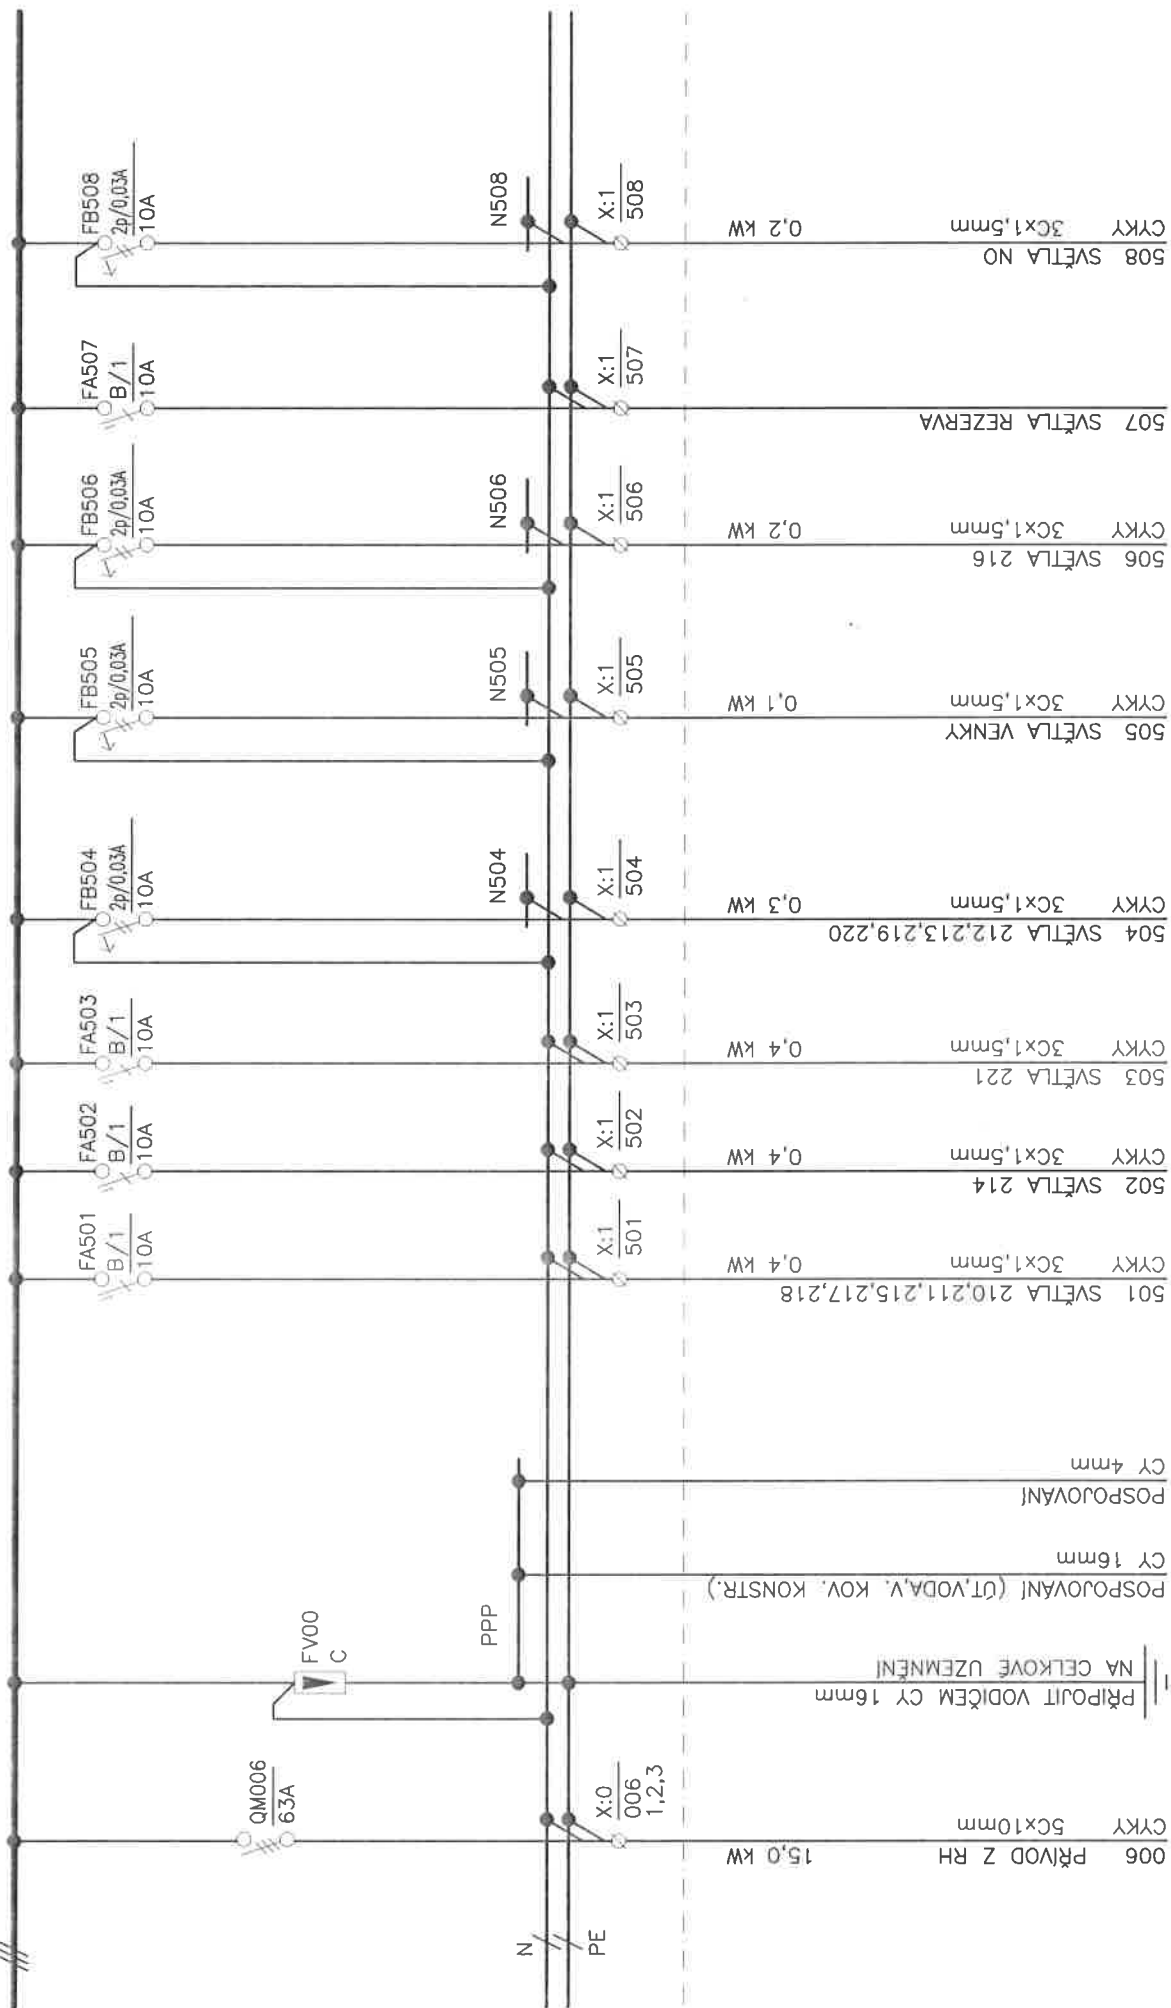 QM006
63A
FV00
C
FA501
B/1
10A
FA502
B/1
10A
FA503
B/1
10A
FB504
2p/0,03A
10A
FB505
2p/0,03A
10A
FB506
2p/0,03A
10A
FA507
B/1
10A
FB508
2p/0,03A
10A
PPP
N504
N505
N506
N508
N
PE
X:0
006
1,2,3
X:1
501
X:1
502
X:1
503
X:1
504
X:1
505
X:1
506
X:1
507
X:1
508
006 PŘÍVOD Z RH 15,0 kW
CYKY 5Cx10mm
PŘIPOJIT VODIČEM CY 16mm
NA CELKOVÉ UZEMNĚNÍ
1
POSPOJOVÁNÍ (ÚT,VODA,V. KOV. KONSTR.)
CY 16mm
POSPOJOVÁNÍ
CY 4mm
501 SVĚTLA 210,211,215,217,218
CYKY 3Cx1,5mm 0,4 kW
502 SVĚTLA 214
CYKY 3Cx1,5mm 0,4 kW
503 SVĚTLA 221
CYKY 3Cx1,5mm 0,4 kW
504 SVĚTLA 212,213,219,220
CYKY 3Cx1,5mm 0,3 kW
505 SVĚTLA VENKY
CYKY 3Cx1,5mm 0,1 kW
506 SVĚTLA 216
CYKY 3Cx1,5mm 0,2 kW
507 SVĚTLA REZERVA
508 SVĚTLA NO
CYKY 3Cx1,5mm 0,2 kW